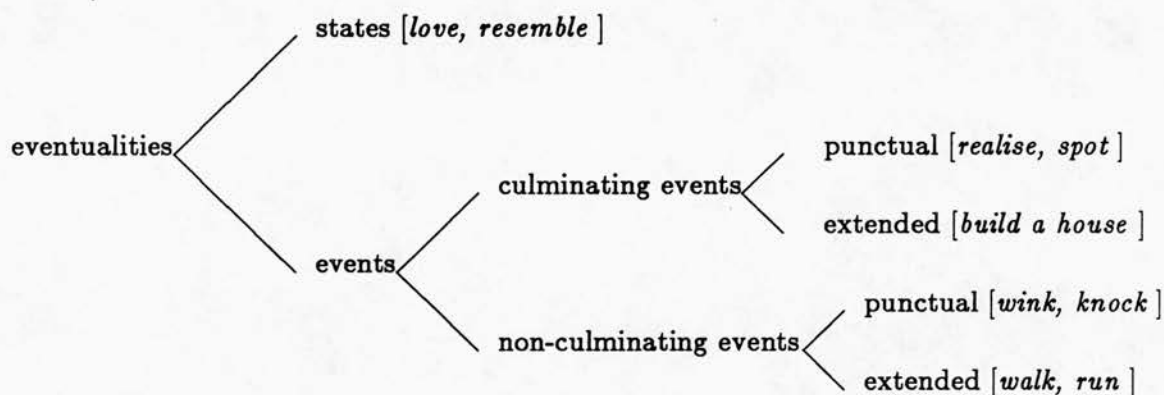 states [love, resemble ]
eventualities
punctual [realise, spot ]
culminating events
extended [build a house ]
events
punctual [wink, knock ]
non-culminating events
extended [walk, run ]